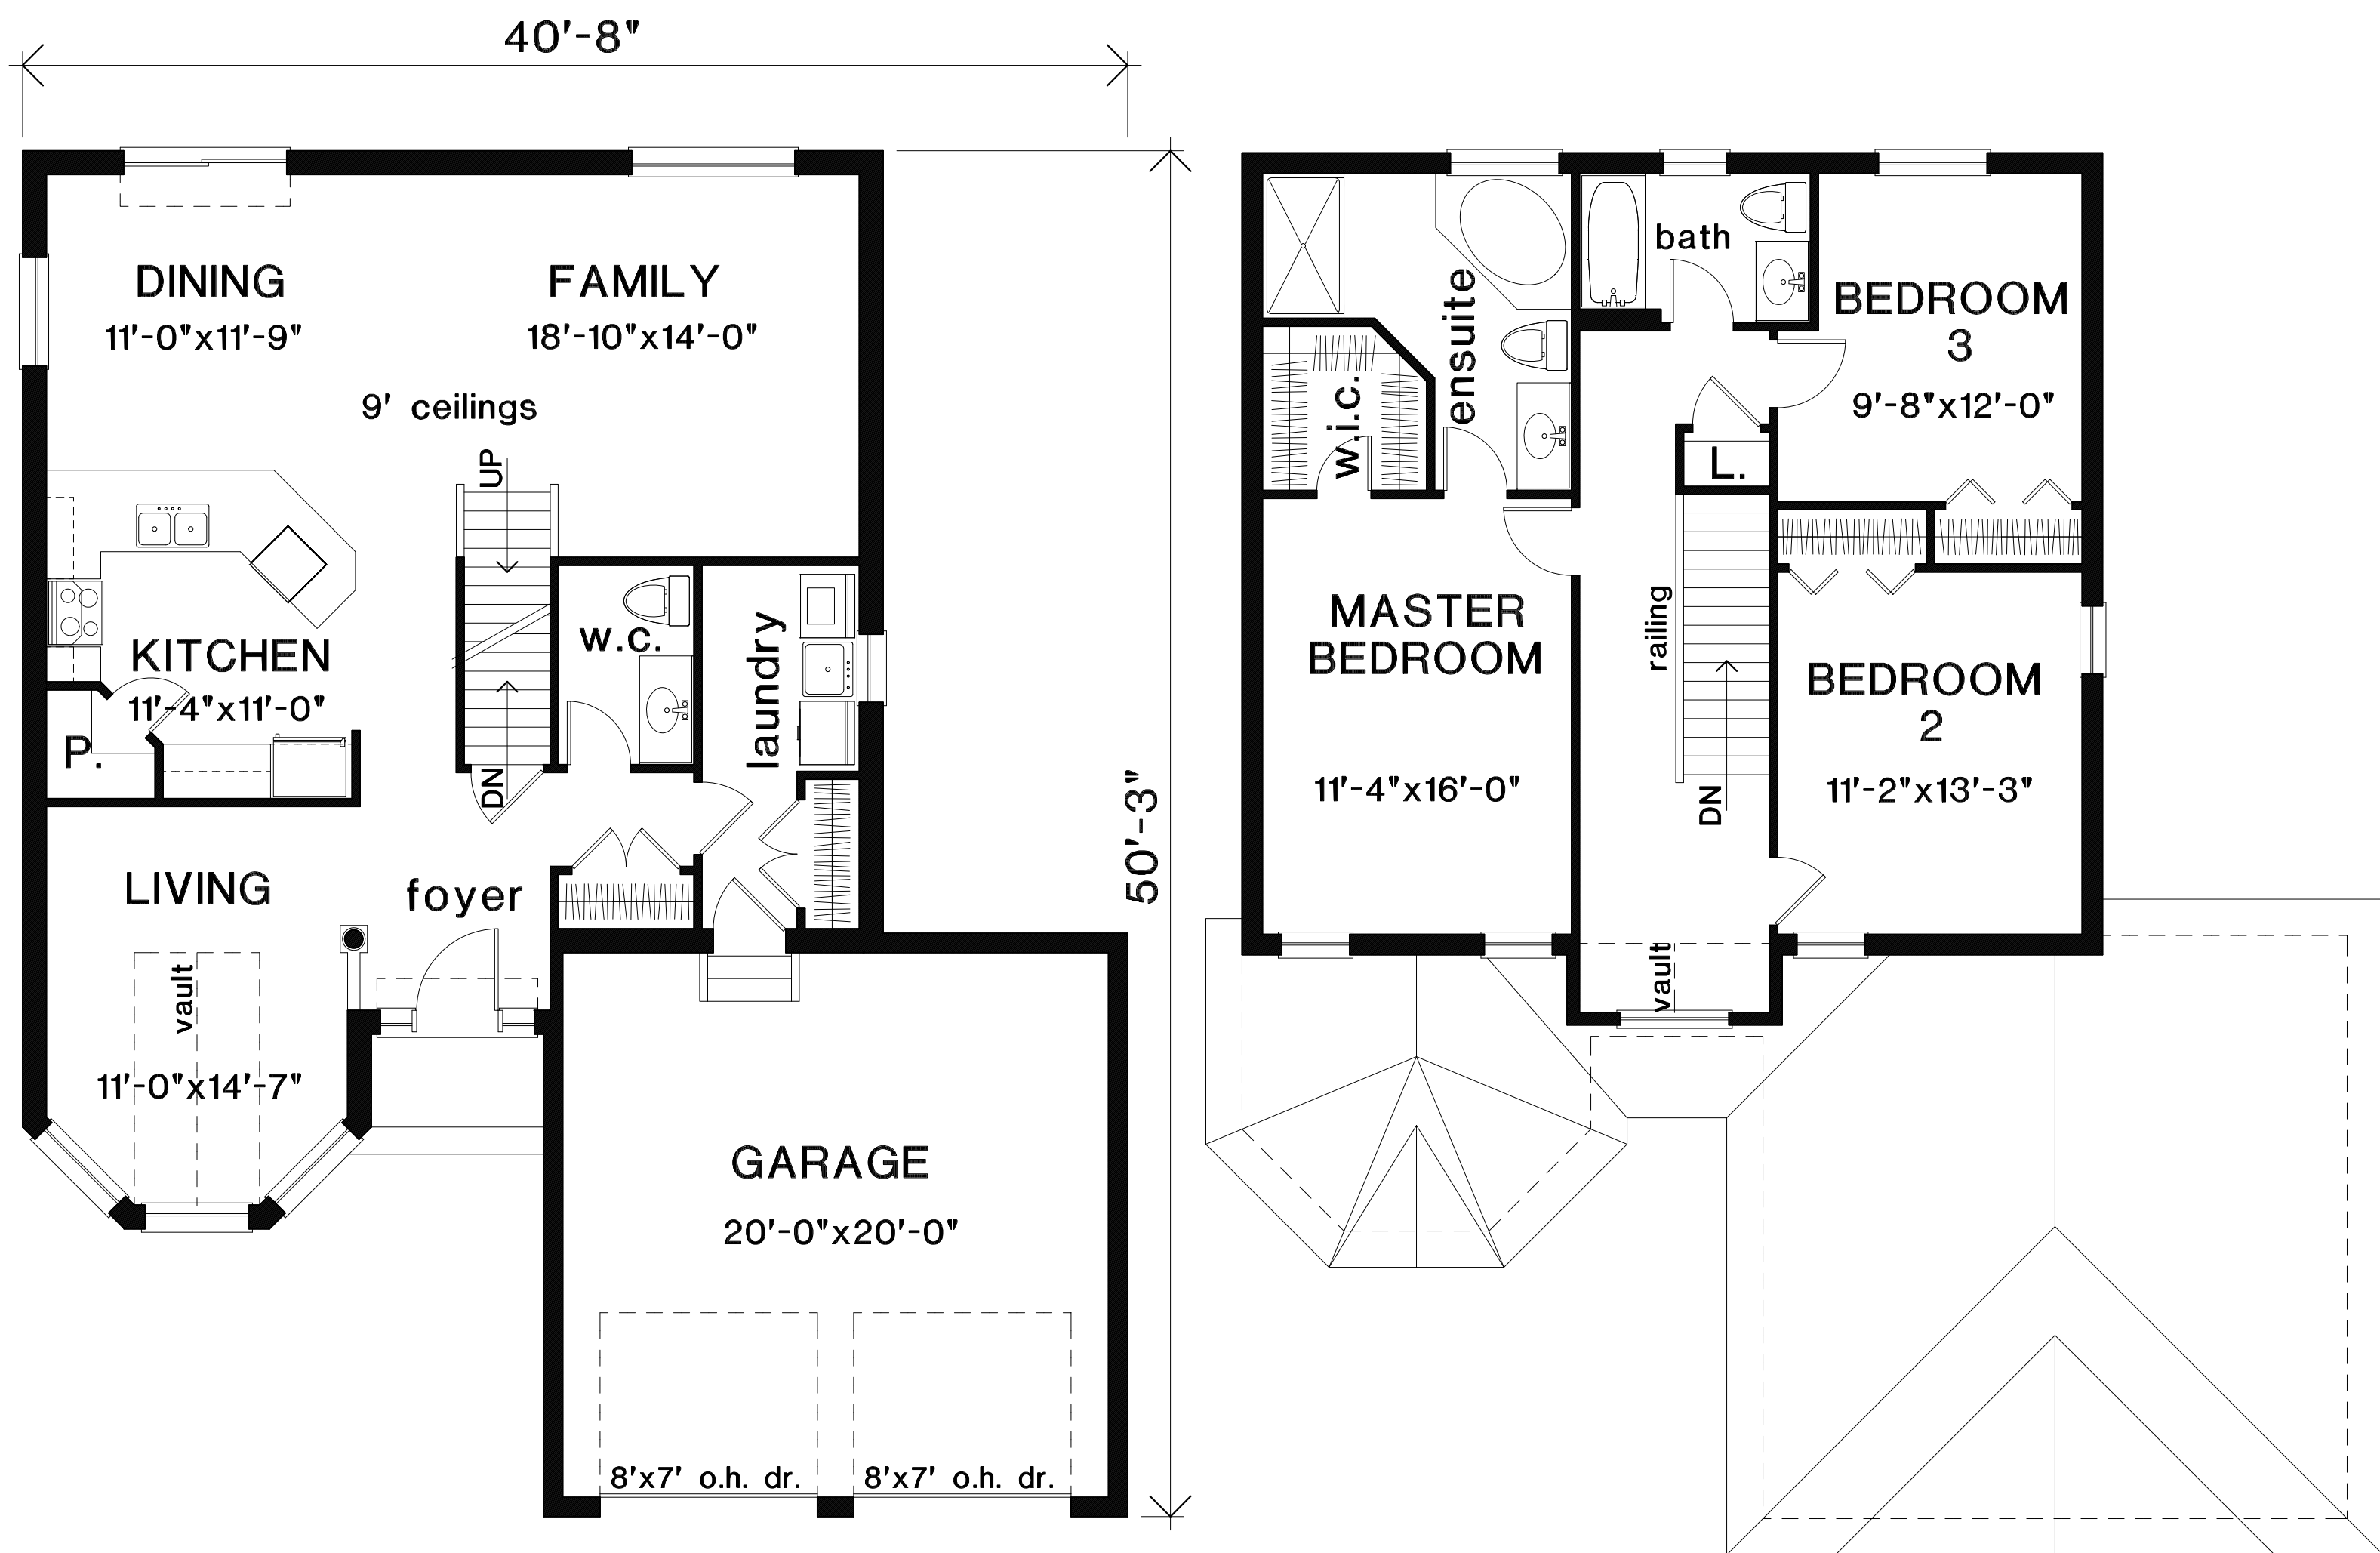 40'-8"
DINING
11'-0"x11'-9"
FAMILY
18'-10"x14'-0"
9' ceilings
UP
KITCHEN
11'-4"x11'-0"
P.
w.c.
laundry
DN
LIVING
foyer
vault
11'-0"x14'-7"
50'-3"
GARAGE
20'-0"x20'-0"
8'x7' o.h. dr.
8'x7' o.h. dr.
bath
ensuite
w.i.c.
BEDROOM
3
9'-8"x12'-0"
L.
MASTER
BEDROOM
11'-4"x16'-0"
railing
DN
BEDROOM
2
11'-2"x13'-3"
vault